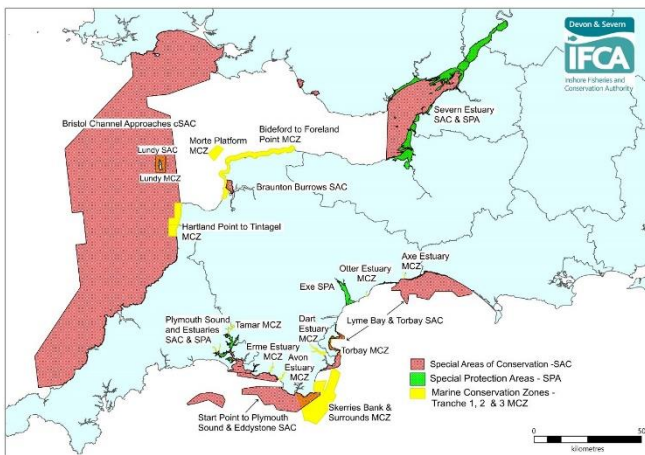 Devon & Severn
IFCA
Inshore Fisheries and
Conservation Authority
Severn Estuary
SAC & SPA
Bristol Channel Approaches cSAC
Bideford to Foreland
Point MCZ
Morte Platform
MCZ
Lundy SAC
Lundy MCZ
Braunton Burrows SAC
Hartland Point to Tintagel
MCZ
Axe Estuary
MCZ
Otter Estuary
MCZ
Exe SPA
Lyme Bay & Torbay SAC
Plymouth Sound
and Estuaries
SAC & SPA
Tamar MCZ
Dart
Estuary
MCZ
Erme Estuary
MCZ
Avon
Estuary
MCZ
Torbay MCZ
Start Point to Plymouth
Sound & Eddystone SAC
Skerries Bank &
Surrounds MCZ
Special Areas of Conservation -SAC
Special Protection Areas - SPA
Marine Conservation Zones -
Tranche 1, 2 & 3 MCZ
0 50
kilometres